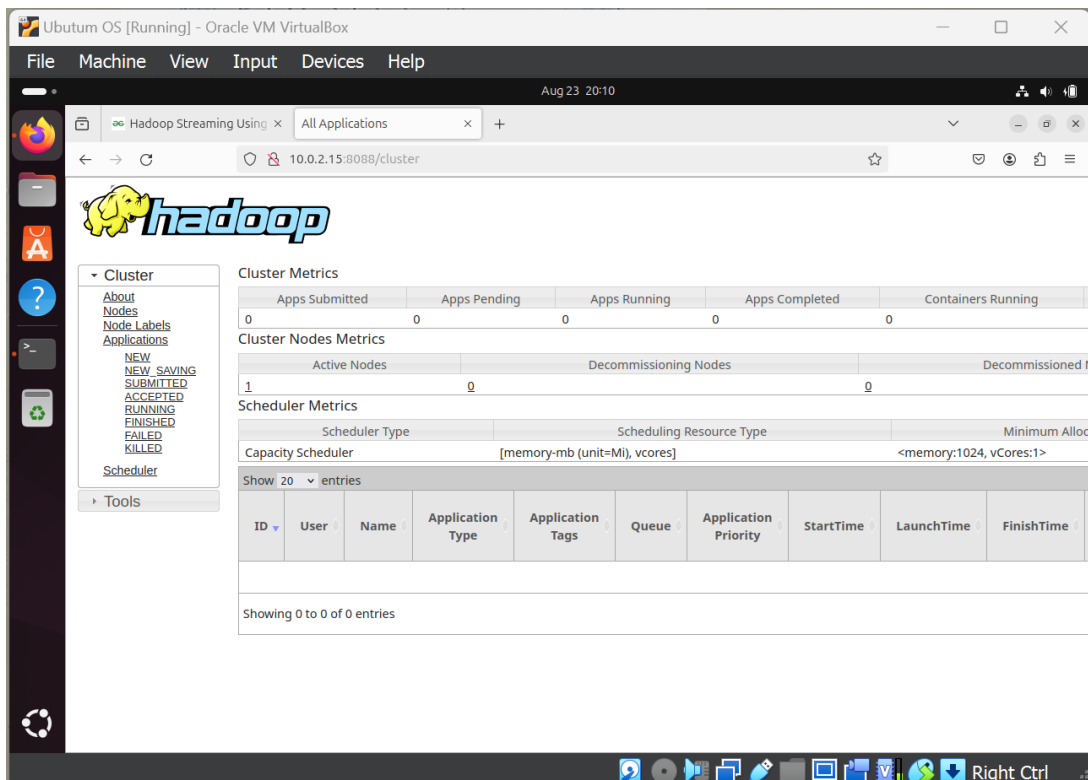 Ubutum OS [Running] - Oracle VM VirtualBox
File Machine View Input Devices Help
Aug 23 20:10
Hadoop Streaming Using
All Applications
10.0.2.15:8088/cluster
hadoop
Cluster
About
Nodes
Node Labels
Applications
NEW
NEW_SAVING
SUBMITTED
ACCEPTED
RUNNING
FINISHED
FAILED
KILLED
Scheduler
Tools
Cluster Metrics
Apps Submitted Apps Pending Apps Running Apps Completed Containers Running
0 0 0 0 0
Cluster Nodes Metrics
Active Nodes Decommissioning Nodes Decommissioned
1 0 0
Scheduler Metrics
Scheduler Type Scheduling Resource Type Minimum Alloc
Capacity Scheduler [memory-mb (unit=Mi), vcores] <memory:1024, vCores:1>
Show 20 entries
ID User Name Application Type Application Tags Queue Application Priority StartTime LaunchTime FinishTime
Showing 0 to 0 of 0 entries
Right Ctrl